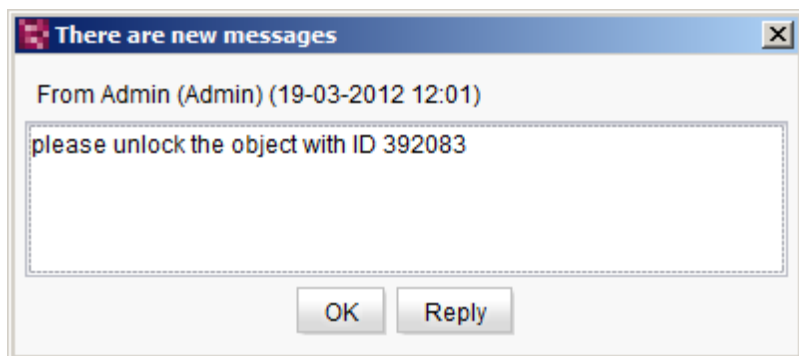 There are new messages
From Admin (Admin) (19-03-2012 12:01)
please unlock the object with ID 392083
OK Reply